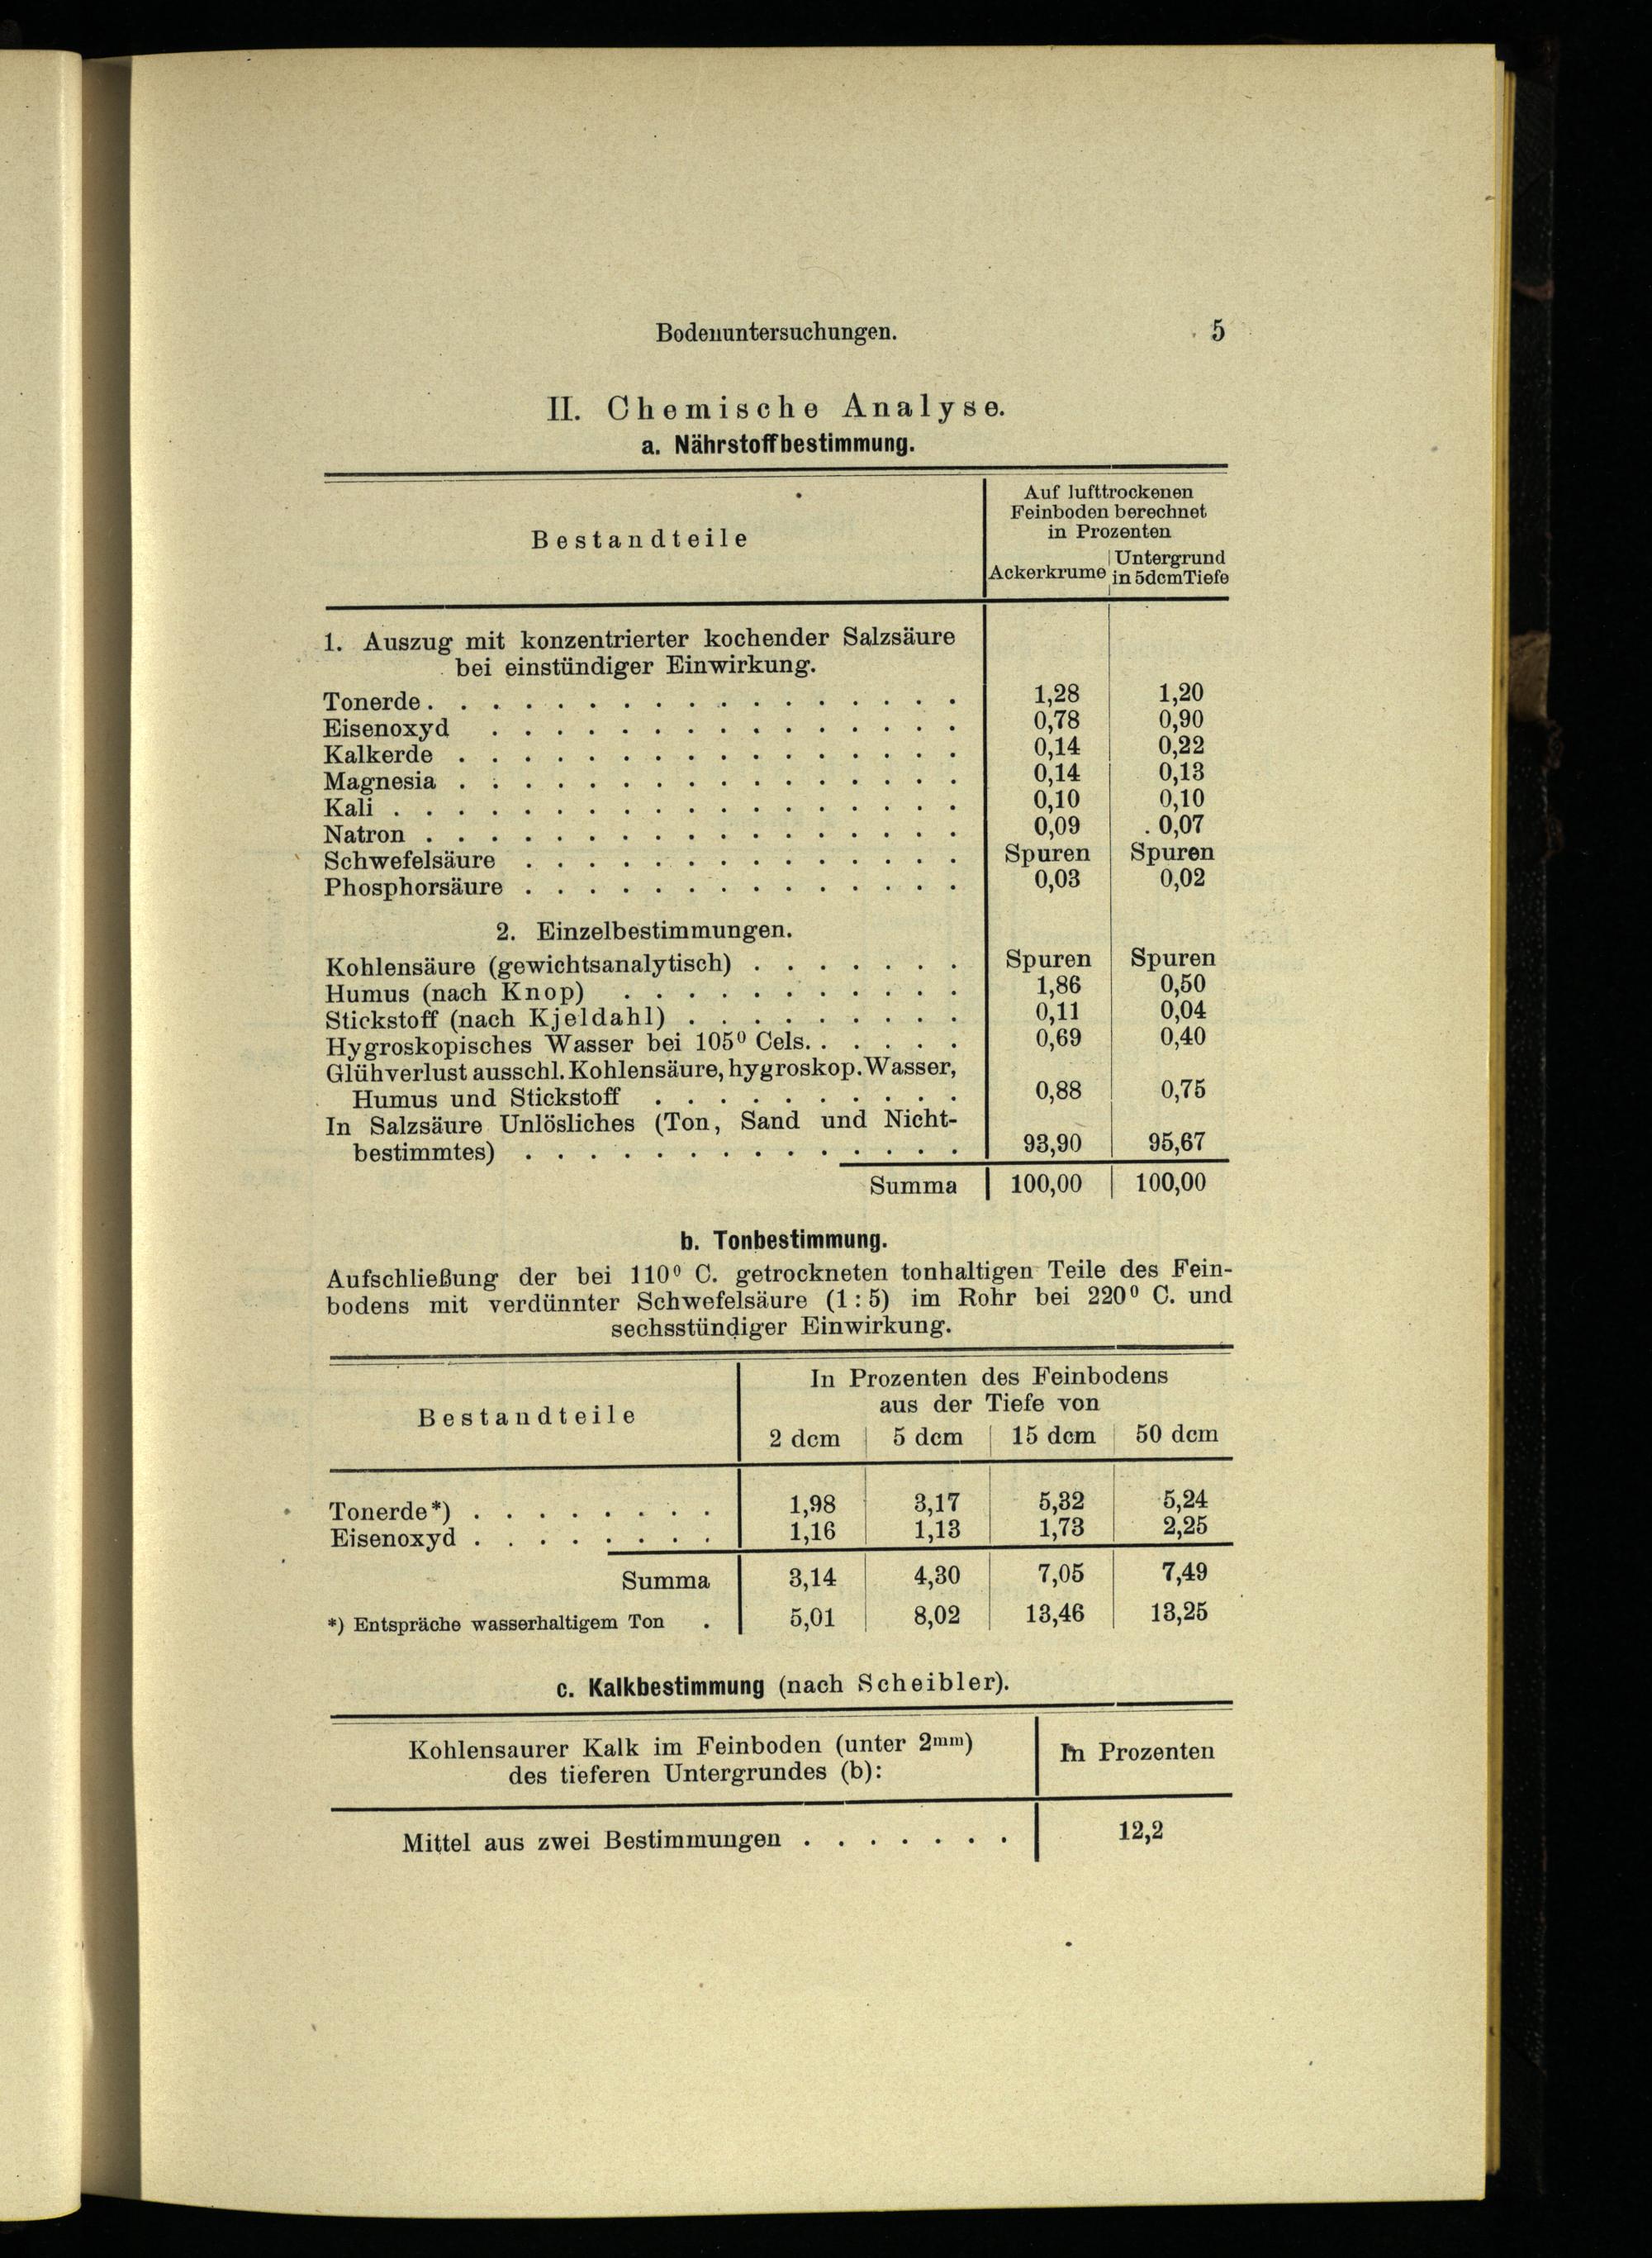 Bodenuntersuchungen. 5
II. Chemische Analyse.
a. Nährstoffbestimmung.
Bestandteile
Auf lufttrockenen
Feinboden berechnet
in Prozenten
Ackerkrume
Untergrund
in 5dcm Tiefe
1. Auszug mit konzentrierter kochender Salzsäure
bei einstündiger Einwirkung.
Tonerde . . . . . . . . . . . . . . . . . 1,28 1,20
Eisenoxyd . . . . . . . . . . . . . . . 0,78 0,90
Kalkerde . . . . . . . . . . . . . . . . 0,14 0,22
Magnesia . . . . . . . . . . . . . . . . 0,14 0,13
Kali . . . . . . . . . . . . . . . . . . 0,10 0,10
Natron . . . . . . . . . . . . . . . . . 0,09 0,07
Schwefelsäure . . . . . . . . . . . . . . Spuren Spuren
Phosphorsäure . . . . . . . . . . . . . . 0,03 0,02
2. Einzelbestimmungen.
Kohlensäure (gewichtsanalytisch) . . . . . . . Spuren Spuren
Humus (nach Knop) . . . . . . . . . . . 1,86 0,50
Stickstoff (nach Kjeldahl) . . . . . . . . . 0,11 0,04
Hygroskopisches Wasser bei 105⁰ Cels. . . . . . 0,69 0,40
Glühverlust ausschl. Kohlensäure, hygroskop. Wasser,
Humus und Stickstoff . . . . . . . . . . 0,88 0,75
In Salzsäure Unlösliches (Ton, Sand und Nicht-
bestimmtes) . . . . . . . . . . . . . . 93,90 95,67
Summa 100,00 100,00
b. Tonbestimmung.
Aufschließung der bei 110⁰ C. getrockneten tonhaltigen Teile des Fein-
bodens mit verdünnter Schwefelsäure (1 : 5) im Rohr bei 220⁰ C. und
sechsstündiger Einwirkung.
Bestandteile
In Prozenten des Feinbodens
aus der Tiefe von
2 dcm 5 dcm 15 dcm 50 dcm
Tonerde*) . . . . . . . . 1,98 3,17 5,32 5,24
Eisenoxyd . . . . . . . . 1,16 1,13 1,73 2,25
Summa 3,14 4,30 7,05 7,49
*) Entspräche wasserhaltigem Ton . 5,01 8,02 13,46 13,25
c. Kalkbestimmung (nach Scheibler).
Kohlensaurer Kalk im Feinboden (unter 2mm)
des tieferen Untergrundes (b):
In Prozenten
Mittel aus zwei Bestimmungen . . . . . . . 12,2